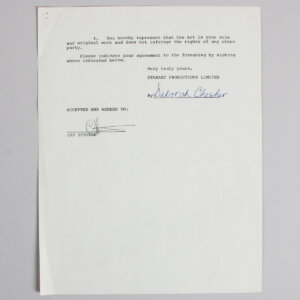 4. You hereby represent that the Art is your sole
and original work and does not infringe the rights of any other
party.
Please indicate your agreement to the foregoing by signing
where indicated below.
Very truly yours,
STEWART PRODUCTIONS LIMITED
By Deborah
ACCEPTED AND AGREED TO:
CAT STEVENS